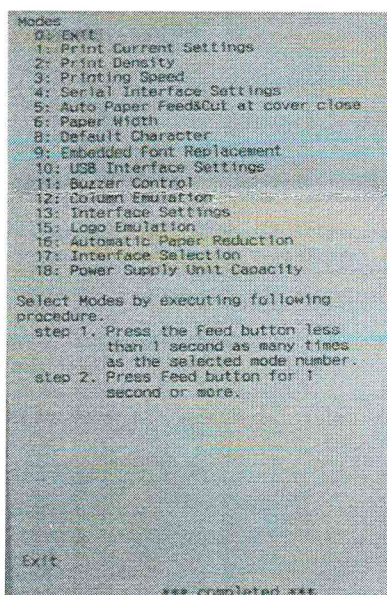 Modes
0: Exit
1: Print Current Settings
2: Print Density
3: Printing Speed
4: Serial Interface Settings
5: Auto Paper Feed&Cut at cover close
6: Paper Width
8: Default Character
9: Embedded Font Replacement
10: USB Interface Settings
11: Buzzer Control
12: Column Emulation
13: Interface Settings
15: Logo Emulation
16: Automatic Paper Reduction
17: Interface Selection
18: Power Supply Unit Capacity
Select Modes by executing following
procedure.
step 1. Press the Feed button less
than 1 second as many times
as the selected mode number.
step 2. Press Feed button for 1
second or more.
Exit
*** completed ***